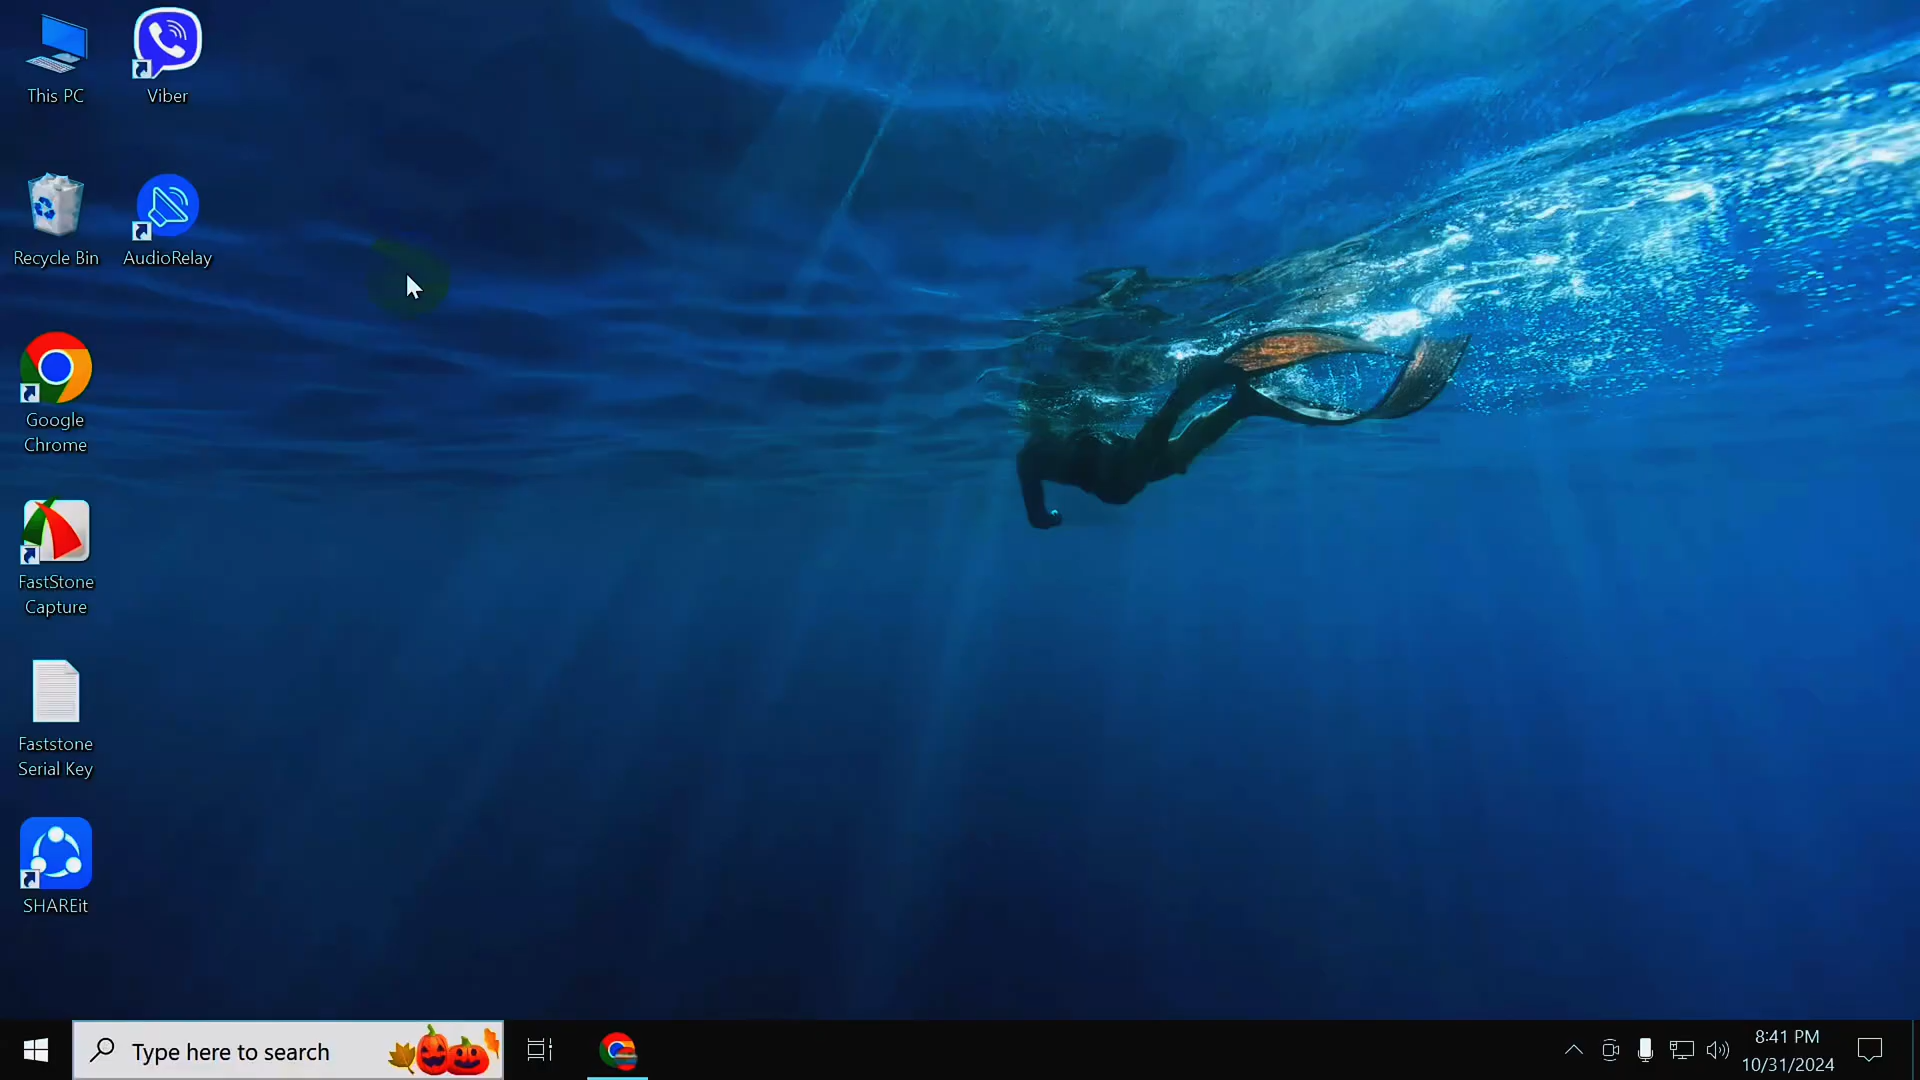 This PC
Viber
Recycle Bin
AudioRelay
Google
Chrome
FastStone
Capture
Faststone
Serial Key
SHAREit
Type here to search
8:41 PM
10/31/2024